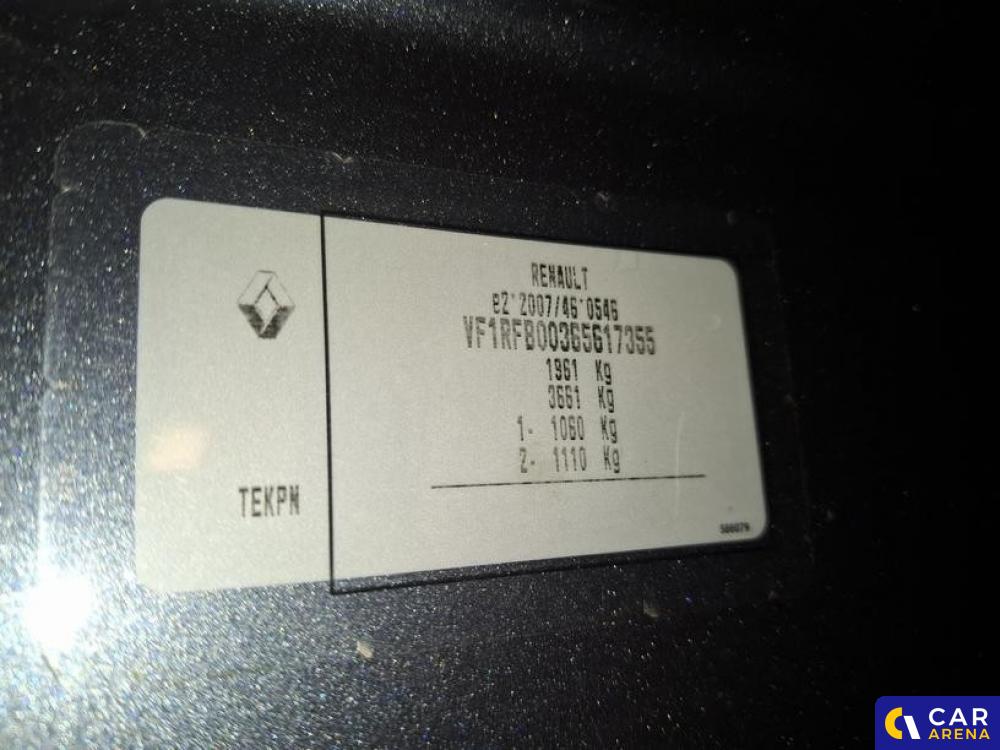 RENAULT
e2*2007/46*0546
VF1RFB00365617355
1961 Kg
3661 Kg
1- 1060 Kg
2- 1110 Kg
TEKPN
CAR
ARENA